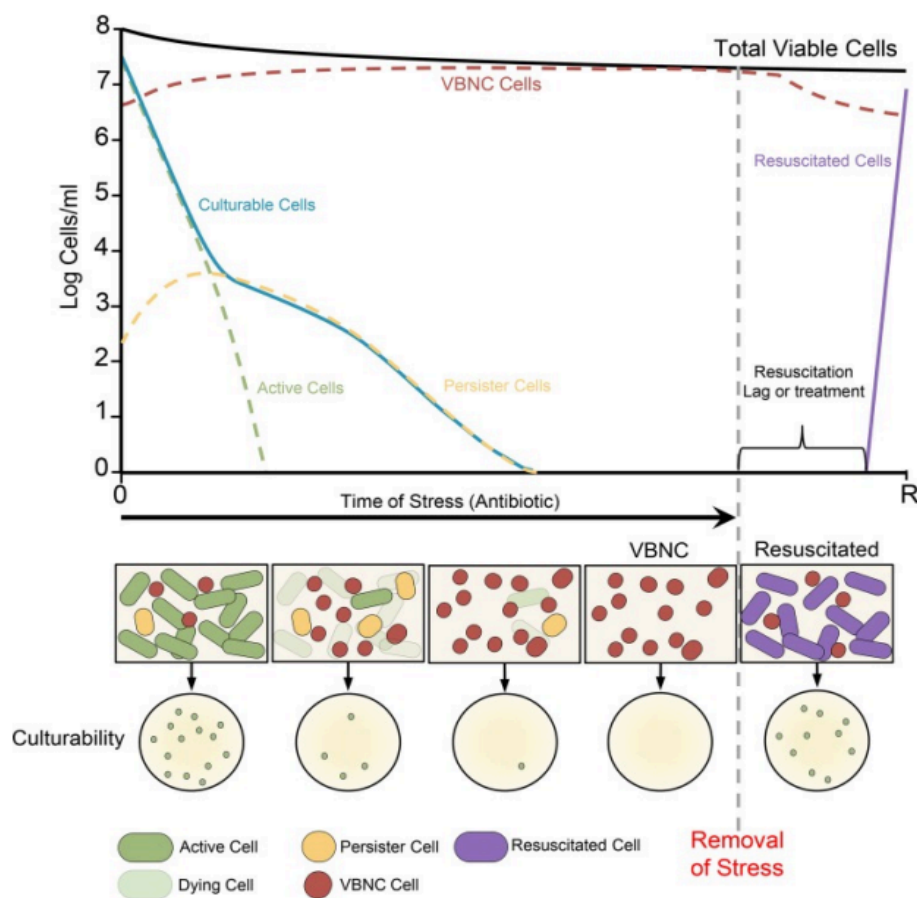 8
7
6
5
4
3
2
1
0
Log Cells/ml
Total Viable Cells
VBNC Cells
Resuscitated Cells
Culturable Cells
Active Cells
Persister Cells
Resuscitation
Lag or treatment
0
R
Time of Stress (Antibiotic)
VBNC
Resuscitated
Culturability
Active Cell
Persister Cell
Resuscitated Cell
Dying Cell
VBNC Cell
Removal
of Stress